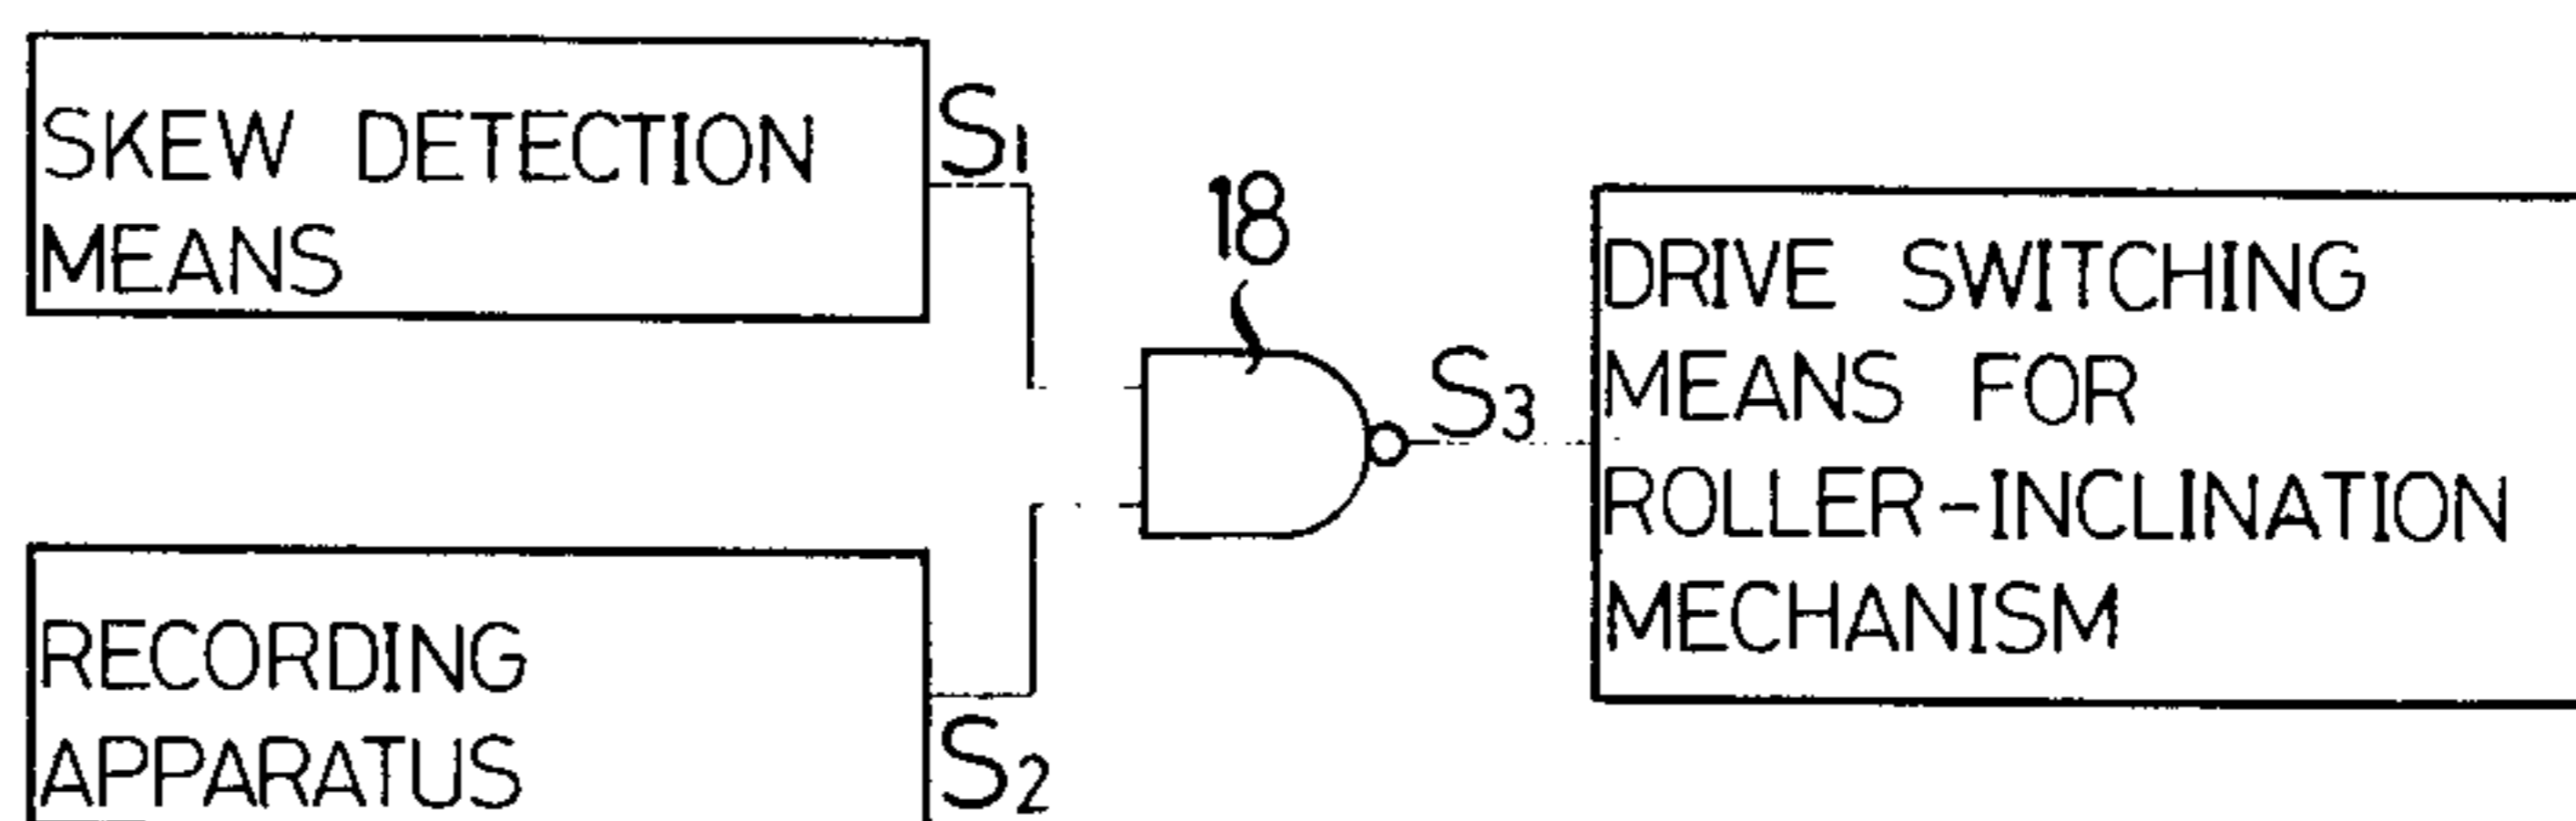 SKEW DETECTION
MEANS
S1
18
DRIVE SWITCHING
MEANS FOR
ROLLER-INCLINATION
MECHANISM
S3
RECORDING
APPARATUS
S2